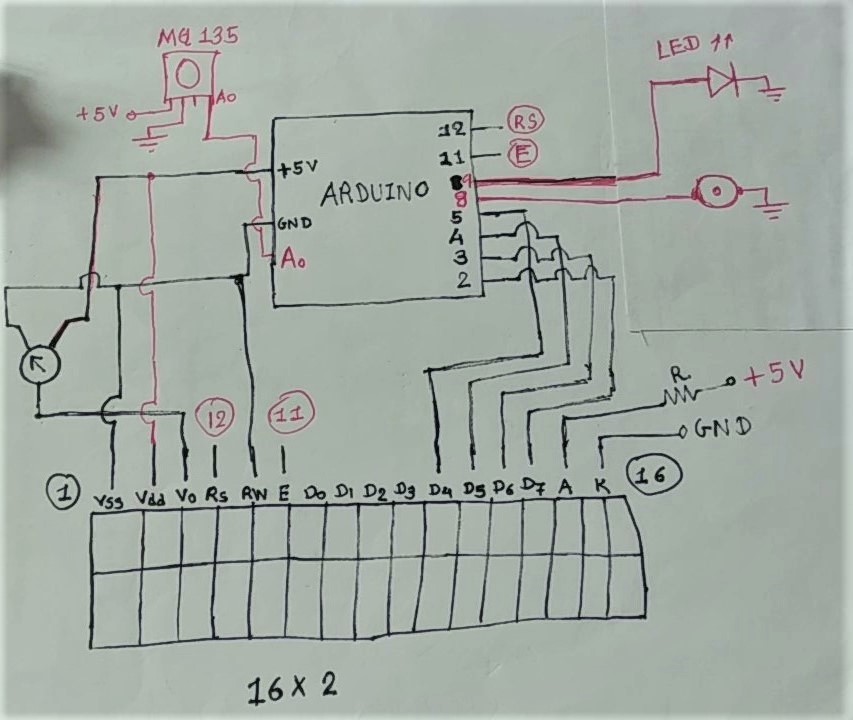 MQ 135
LED
A0
+5V
12 RS
11 E
+5V
ARDUINO
9
8
5
GND
4
A0
3
2
R
+5V
12
11
GND
1
16
Vss Vdd Vo Rs RW E D0 D1 D2 D3 D4 D5 D6 D7 A K
16 X 2